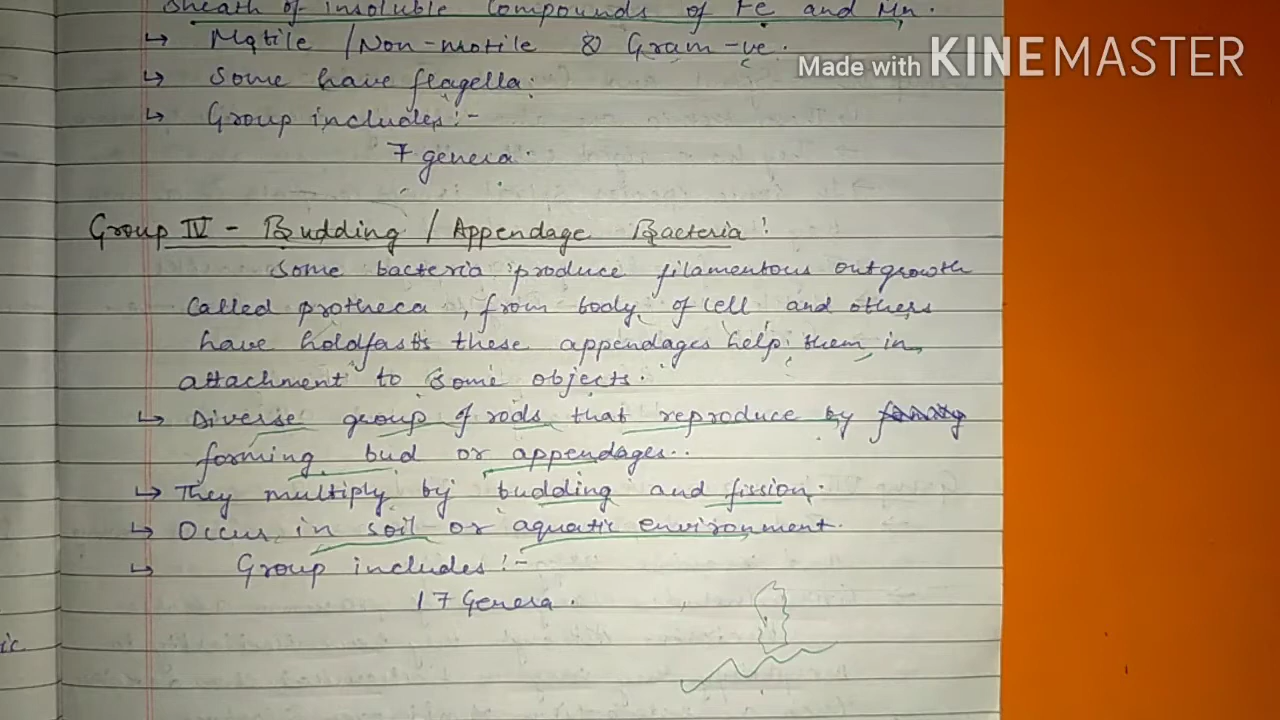 Sheath of insoluble compounds of Fe and Mn.
↳ Motile / Non-motile & Gram -ve.
Made with KINEMASTER
↳ Some have flagella.
↳ Group includes:-
7 genera.
Group IV - Budding / Appendage Bacteria:
Some bacteria produce filamentous outgrowth
called protheca, from body of cell and others
have holdfasts these appendages help them in
attachment to some objects.
↳ Diverse group of rods that reproduce by
forming bud or appendages..
↳ They multiply by budding and fission.
↳ Occur in soil or aquatic environment.
↳ Group includes:-
17 Genera.
ic